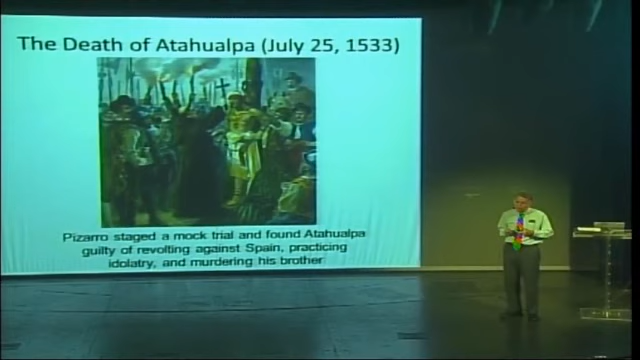 The Death of Atahualpa (July 25, 1533)
Pizarro staged a mock trial and found Atahualpa
guilty of revolting against Spain, practicing
idolatry, and murdering his brother